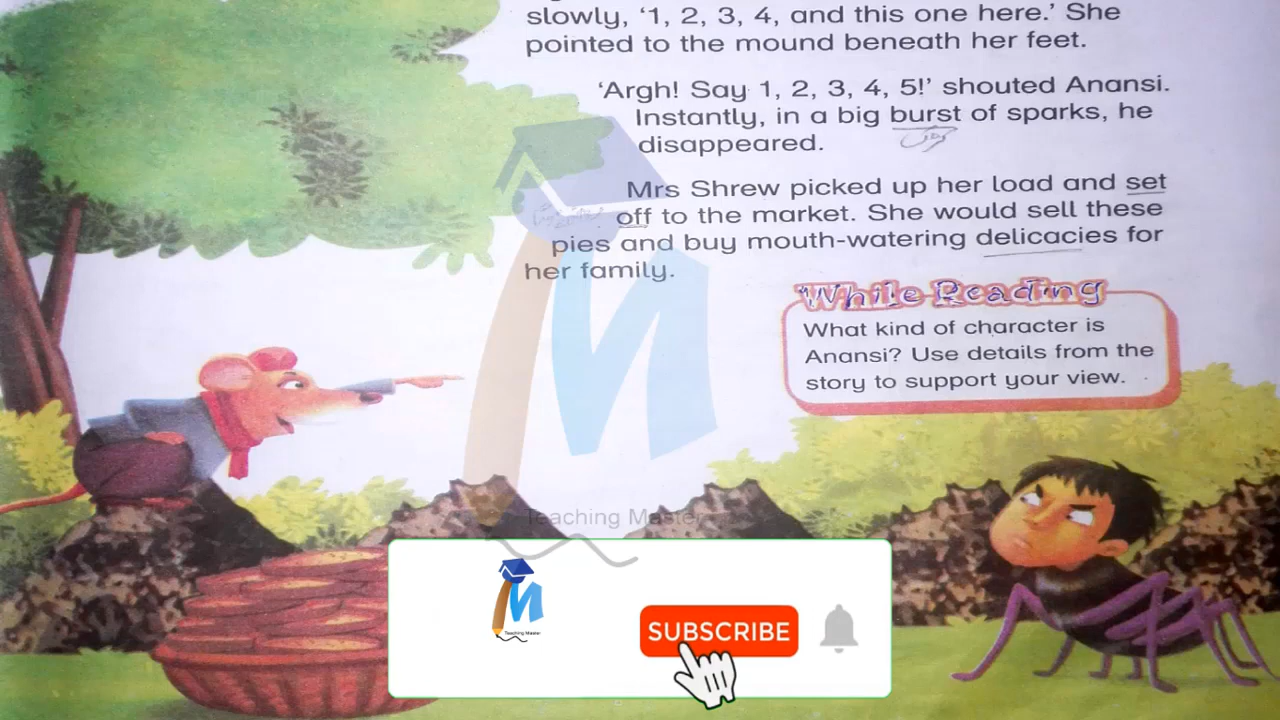 slowly, ‘1, 2, 3, 4, and this one here.’ She
pointed to the mound beneath her feet.
‘Argh! Say 1, 2, 3, 4, 5!’ shouted Anansi.
Instantly, in a big burst of sparks, he
disappeared.
Mrs Shrew picked up her load and set
off to the market. She would sell these
pies and buy mouth-watering delicacies for
her family.
While Reading
What kind of character is
Anansi? Use details from the
story to support your view.
Teaching Master
Teaching Master
SUBSCRIBE